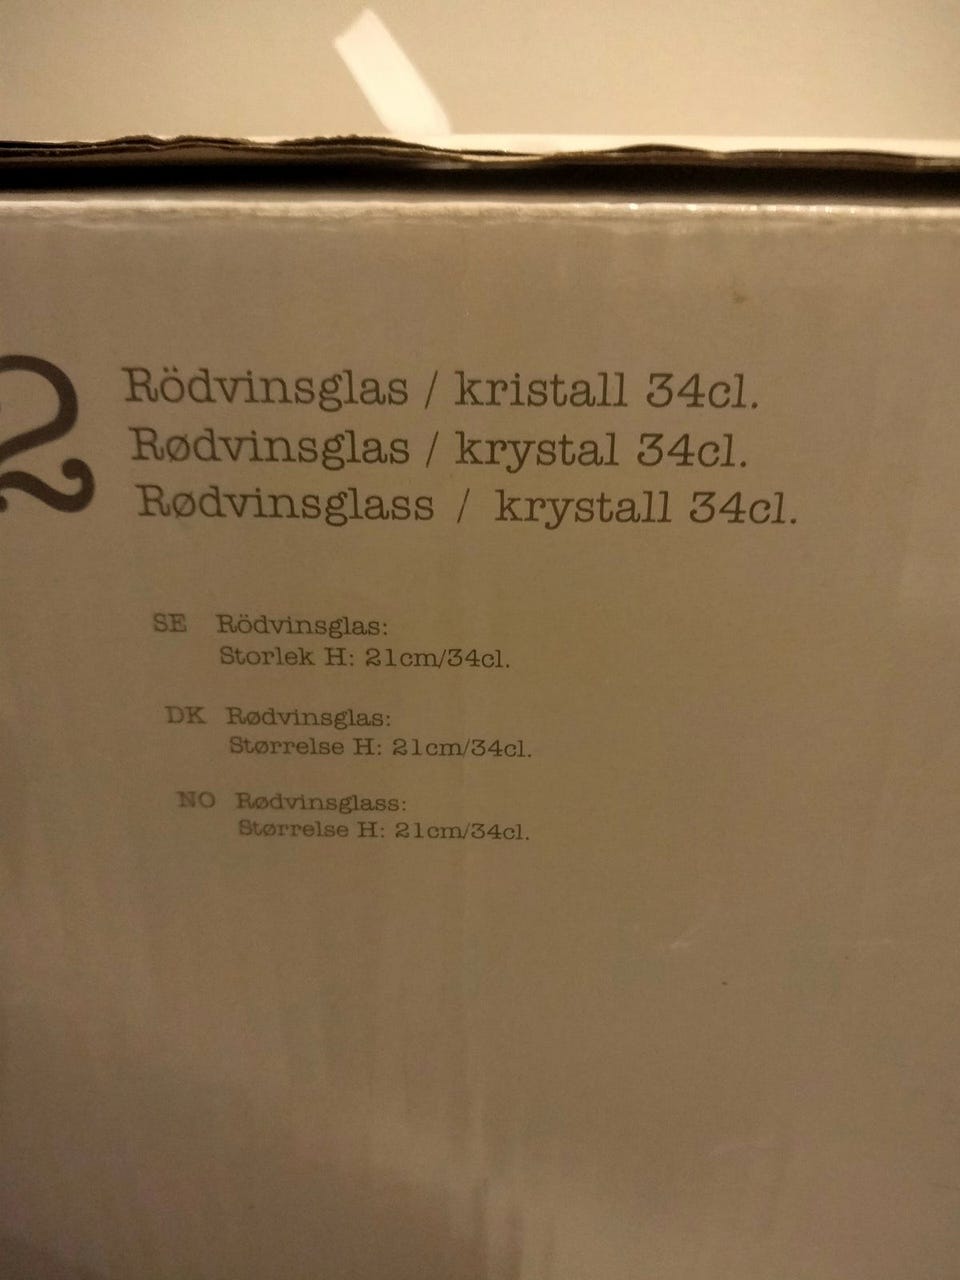 2
Rödvinsglas / kristall 34cl.
Rødvinsglas / krystal 34cl.
Rødvinsglass / krystall 34cl.
SE Rödvinsglas:
Storlek H: 21cm/34cl.
DK Rødvinsglas:
Størrelse H: 21cm/34cl.
NO Rødvinsglass:
Størrelse H: 21cm/34cl.